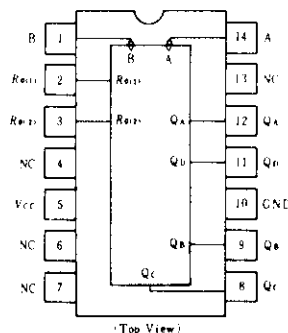 B 1 14 A
B A
R0(1) 2 R0(1) 13 NC
R0(2) 3 R0(2) QA 12 QA
NC 4 QD 11 QD
Vcc 5 10 GND
NC 6 QB 9 QB
NC 7 QC 8 QC
(Top View)